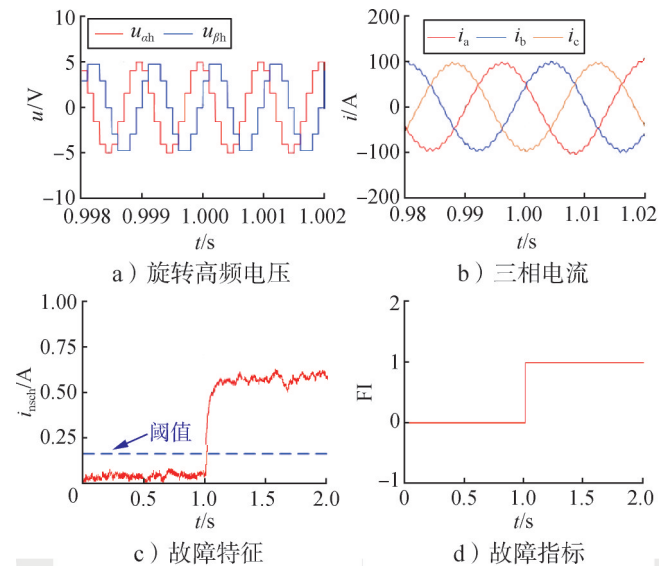 u_αh u_βh
u/V
10
5
0
-5
-10
0.998 0.999 1.000 1.001 1.002
t/s
a）旋转高频电压
i_a i_b i_c
i/A
200
100
0
-100
-200
0.98 0.99 1.00 1.01 1.02
t/s
b）三相电流
i_nsch/A
1.00
0.75
0.50
0.25
0
阈值
0 0.5 1.0 1.5 2.0
t/s
c）故障特征
FI
2
1
0
-1
0 0.5 1.0 1.5 2.0
t/s
d）故障指标